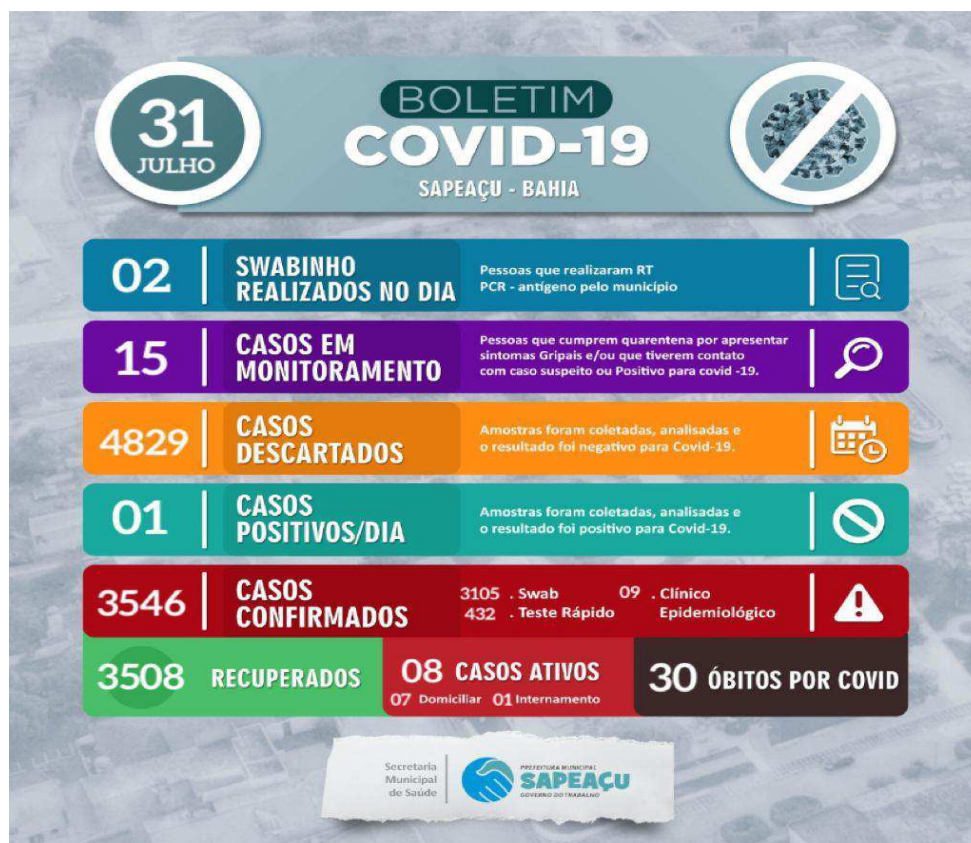 31
JULHO
BOLETIM
COVID-19
SAPEAÇU - BAHIA
02
SWABINHO
REALIZADOS NO DIA
Pessoas que realizaram RT
PCR - antígeno pelo município
15
CASOS EM
MONITORAMENTO
Pessoas que cumprem quarentena por apresentar
sintomas Gripais e/ou que tiverem contato
com caso suspeito ou Positivo para covid -19.
4829
CASOS
DESCARTADOS
Amostras foram coletadas, analisadas e
o resultado foi negativo para Covid-19.
01
CASOS
POSITIVOS/DIA
Amostras foram coletadas, analisadas e
o resultado foi positivo para Covid-19.
3546
CASOS
CONFIRMADOS
3105 . Swab
432 . Teste Rápido
09 . Clínico
Epidemiológico
3508 RECUPERADOS
08 CASOS ATIVOS
07 Domiciliar 01 Internamento
30 ÓBITOS POR COVID
Secretaria
Municipal
de Saúde
PREFEITURA MUNICIPAL
SAPEAÇU
GOVERNO DO TRABALHO